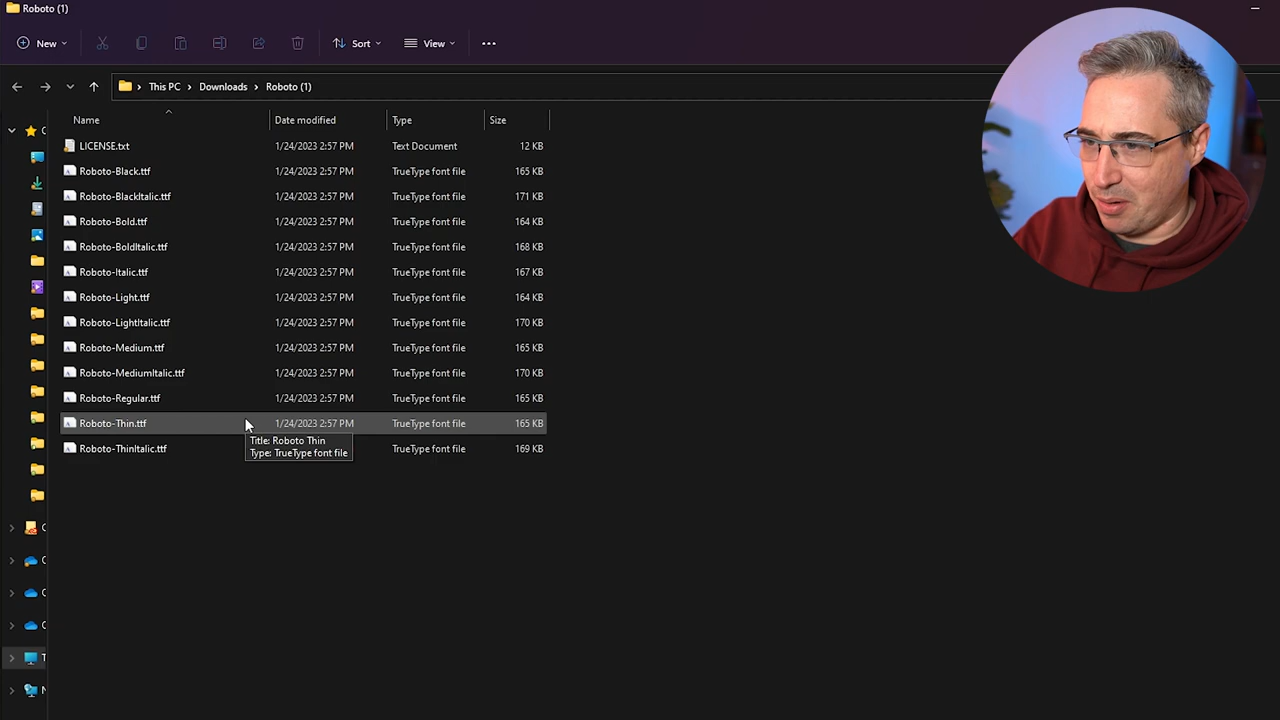 Roboto (1)
New
Sort
View
This PC > Downloads > Roboto (1)
Name Date modified Type Size
LICENSE.txt 1/24/2023 2:57 PM Text Document 12 KB
Roboto-Black.ttf 1/24/2023 2:57 PM TrueType font file 165 KB
Roboto-BlackItalic.ttf 1/24/2023 2:57 PM TrueType font file 171 KB
Roboto-Bold.ttf 1/24/2023 2:57 PM TrueType font file 164 KB
Roboto-BoldItalic.ttf 1/24/2023 2:57 PM TrueType font file 168 KB
Roboto-Italic.ttf 1/24/2023 2:57 PM TrueType font file 167 KB
Roboto-Light.ttf 1/24/2023 2:57 PM TrueType font file 164 KB
Roboto-LightItalic.ttf 1/24/2023 2:57 PM TrueType font file 170 KB
Roboto-Medium.ttf 1/24/2023 2:57 PM TrueType font file 165 KB
Roboto-MediumItalic.ttf 1/24/2023 2:57 PM TrueType font file 170 KB
Roboto-Regular.ttf 1/24/2023 2:57 PM TrueType font file 165 KB
Roboto-Thin.ttf 1/24/2023 2:57 PM TrueType font file 165 KB
Title: Roboto Thin
Type: TrueType font file
Roboto-ThinItalic.ttf TrueType font file 169 KB